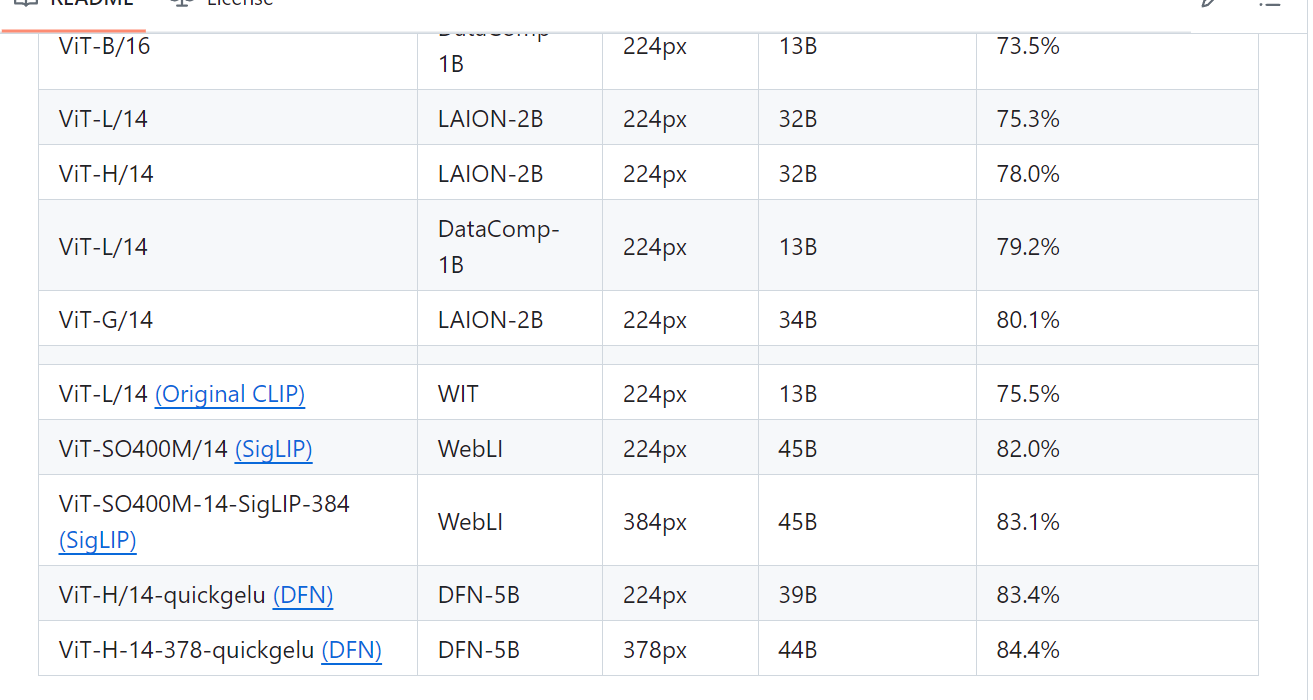 README License
ViT-B/16 DataComp-
1B 224px 13B 73.5%
ViT-L/14 LAION-2B 224px 32B 75.3%
ViT-H/14 LAION-2B 224px 32B 78.0%
ViT-L/14 DataComp-
1B 224px 13B 79.2%
ViT-G/14 LAION-2B 224px 34B 80.1%
ViT-L/14 (Original CLIP) WIT 224px 13B 75.5%
ViT-SO400M/14 (SigLIP) WebLI 224px 45B 82.0%
ViT-SO400M-14-SigLIP-384
(SigLIP) WebLI 384px 45B 83.1%
ViT-H/14-quickgelu (DFN) DFN-5B 224px 39B 83.4%
ViT-H-14-378-quickgelu (DFN) DFN-5B 378px 44B 84.4%